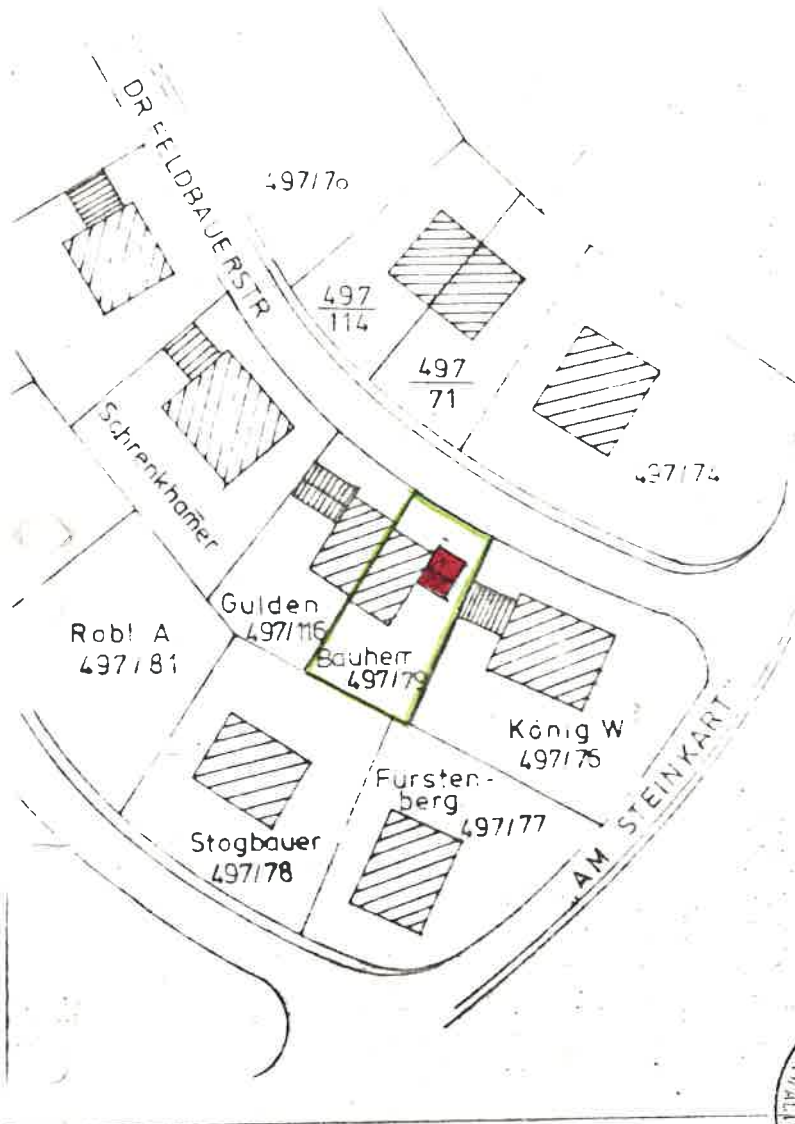 DR FELDBAUERSTR
497/70
497
114
497
71
497/74
Schrenkhamer
Gulden
497/116
Robl A
497/81
Bauherr
497/79
König W
497/75
Fürsten-
berg
497/77
Stogbauer
497/78
„AM STEINKART"